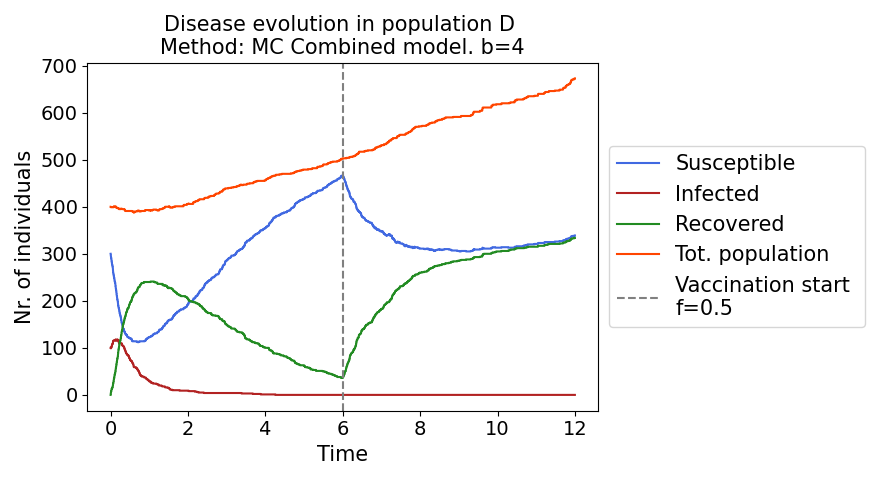 Disease evolution in population D
Method: MC Combined model. b=4
700
600
500
400
300
200
100
0
Nr. of individuals
0 2 4 6 8 10 12
Time
Susceptible
Infected
Recovered
Tot. population
Vaccination start
f=0.5